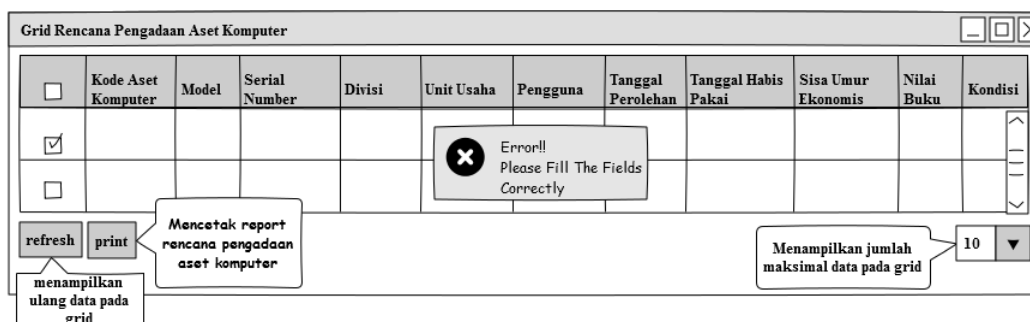 Grid Rencana Pengadaan Aset Komputer
Kode Aset
Komputer
Model
Serial
Number
Divisi
Unit Usaha
Pengguna
Tanggal
Perolehan
Tanggal Habis
Pakai
Sisa Umur
Ekonomis
Nilai
Buku
Kondisi
Error!!
Please Fill The Fields
Correctly
refresh
print
Mencetak report
rencana pengadaan
aset komputer
Menampilkan jumlah
maksimal data pada grid
10
menampilkan
ulang data pada
grid